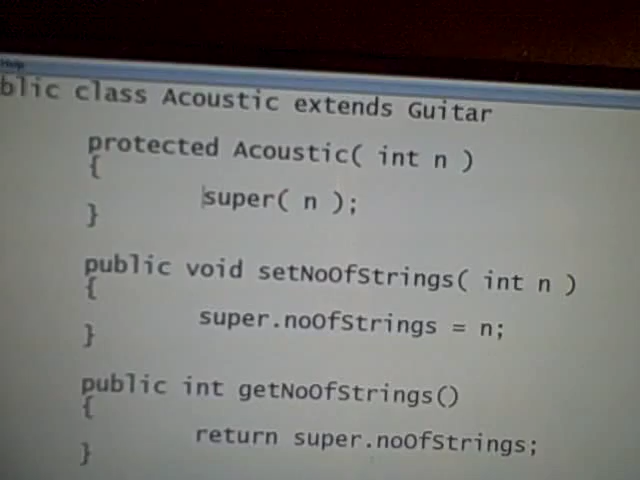 Help
blic class Acoustic extends Guitar
protected Acoustic( int n )
{
super( n );
}
public void setNoOfStrings( int n )
{
super.noOfStrings = n;
}
public int getNoOfStrings()
{
return super.noOfStrings;
}